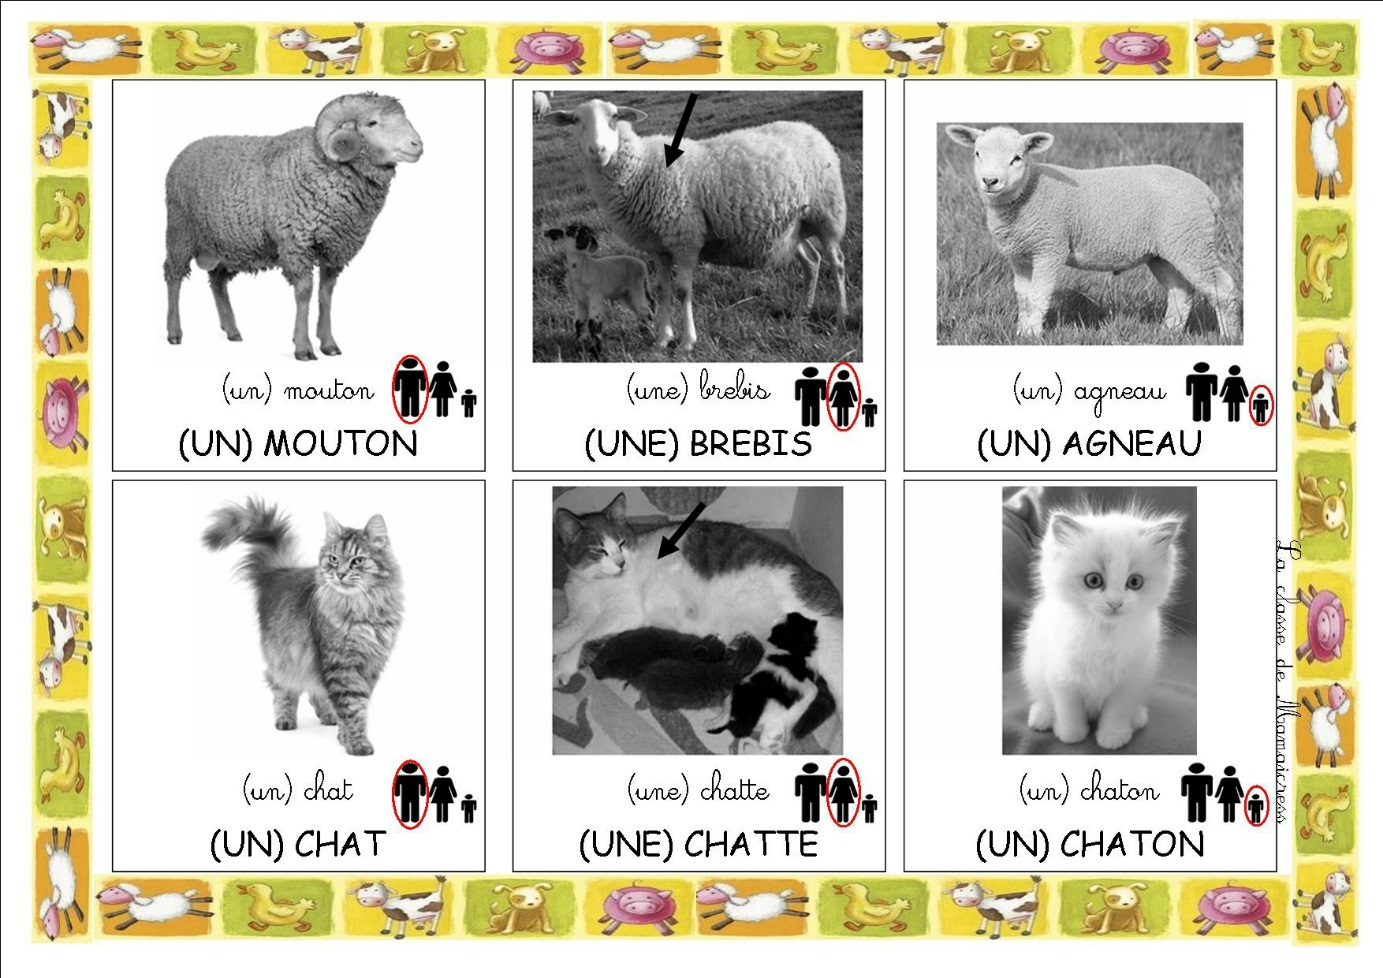 (un) mouton
(UN) MOUTON
(une) brebis
(UNE) BREBIS
(un) agneau
(UN) AGNEAU
(un) chat
(UN) CHAT
(une) chatte
(UNE) CHATTE
(un) chaton
(UN) CHATON
La classe de Mamaicress